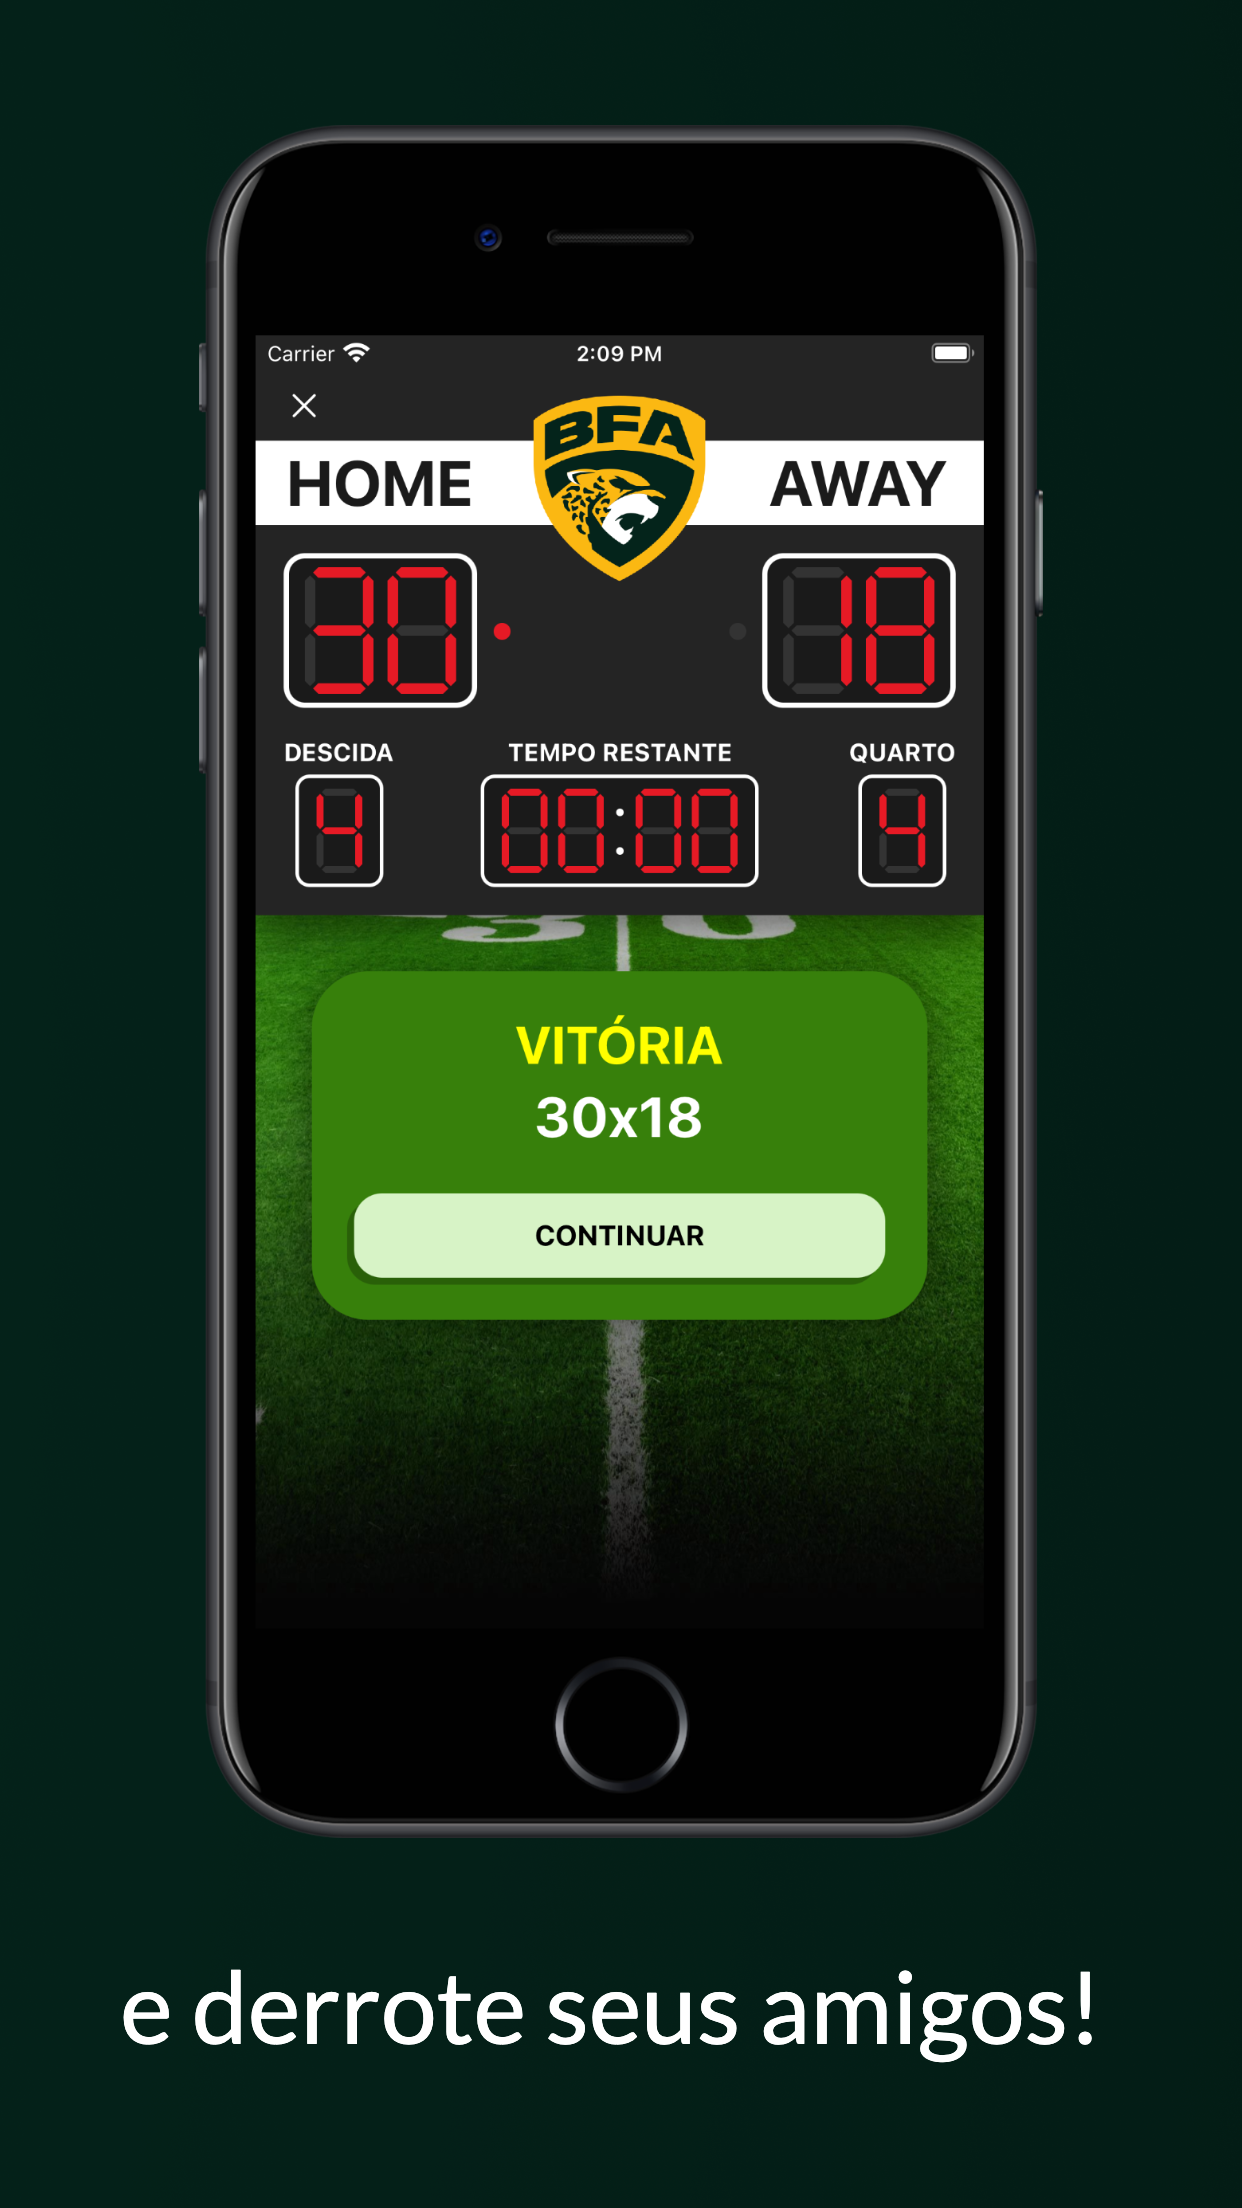 Carrier 2:09 PM
BFA
HOME AWAY
30 18
DESCIDA TEMPO RESTANTE QUARTO
4 00:00 4
30
VITÓRIA
30x18
CONTINUAR
e derrote seus amigos!